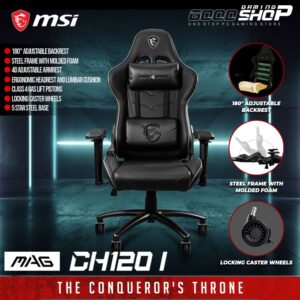 msi
GAMING
GOOD SHOP
ONE STOP PC GAMING STORE
180° ADJUSTABLE BACKREST
STEEL FRAME WITH MOLDED FOAM
4D ADJUSTABLE ARMREST
ERGONOMIC HEADREST AND LUMBAR CUSHION
CLASS 4 GAS LIFT PISTONS
LOCKING CASTER WHEELS
5 STAR STEEL BASE
180° ADJUSTABLE
BACKREST
STEEL FRAME WITH
MOLDED FOAM
LOCKING CASTER WHEELS
MAG CH120 I
THE CONQUEROR'S THRONE